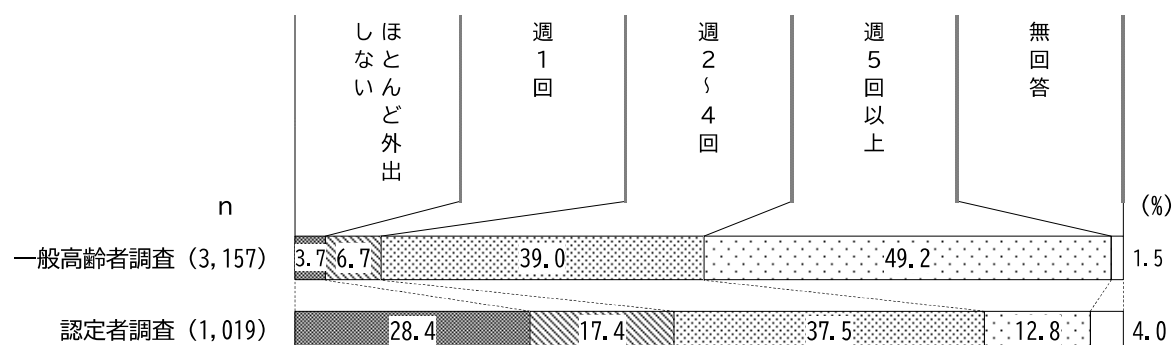 ほとんど外出
しない
週１回
週２～４回
週５回以上
無回答
n
(%)
一般高齢者調査 (3,157)
3.7
6.7
39.0
49.2
1.5
認定者調査 (1,019)
28.4
17.4
37.5
12.8
4.0